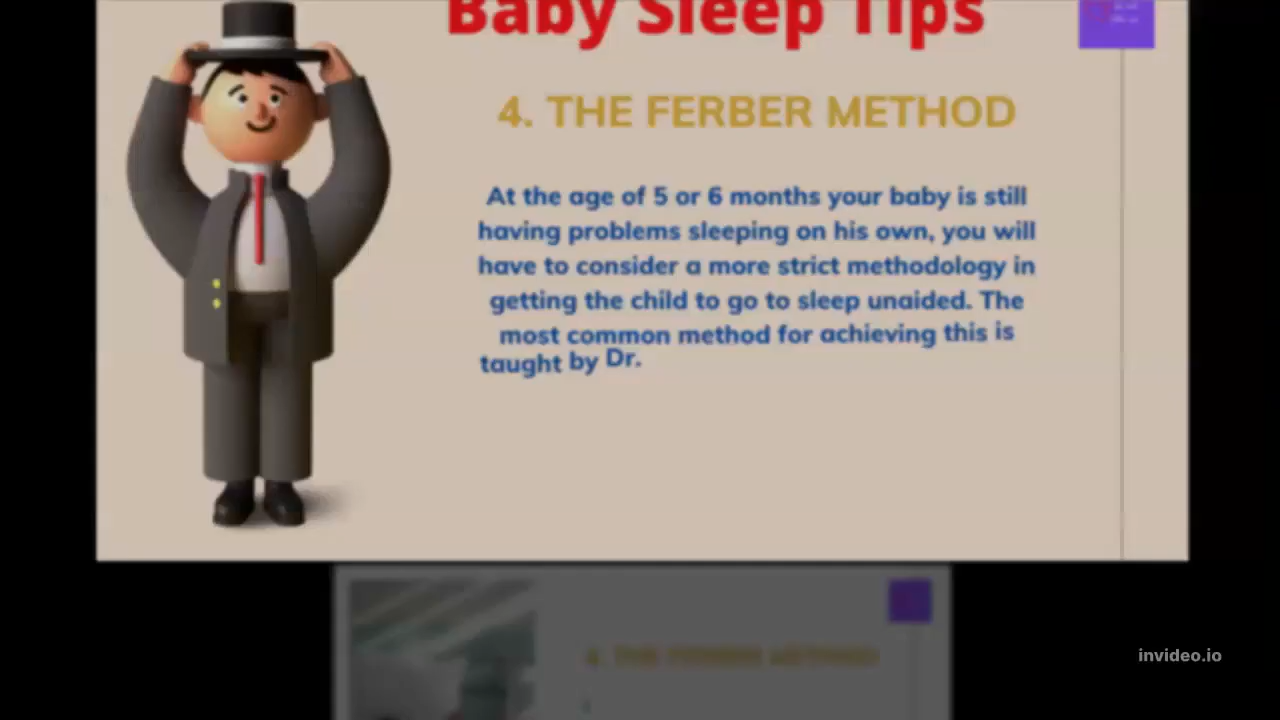 Baby Sleep Tips
4. THE FERBER METHOD
At the age of 5 or 6 months your baby is still
having problems sleeping on his own, you will
have to consider a more strict methodology in
getting the child to go to sleep unaided. The
most common method for achieving this is
taught by Dr.
4. THE FERBER METHOD
invideo.io